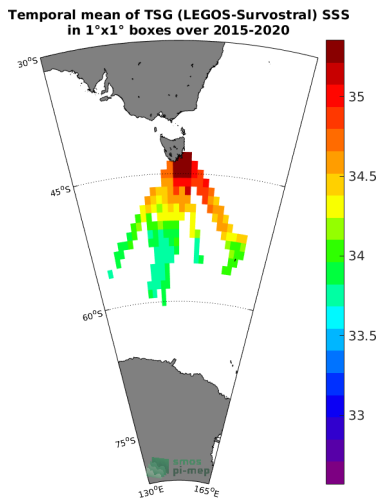 Temporal mean of TSG (LEGOS-Survostral) SSS
in 1°x1° boxes over 2015-2020
30°S
45°S
60°S
75°S
130°E
165°E
35
34.5
34
33.5
33
smos
pi-mep